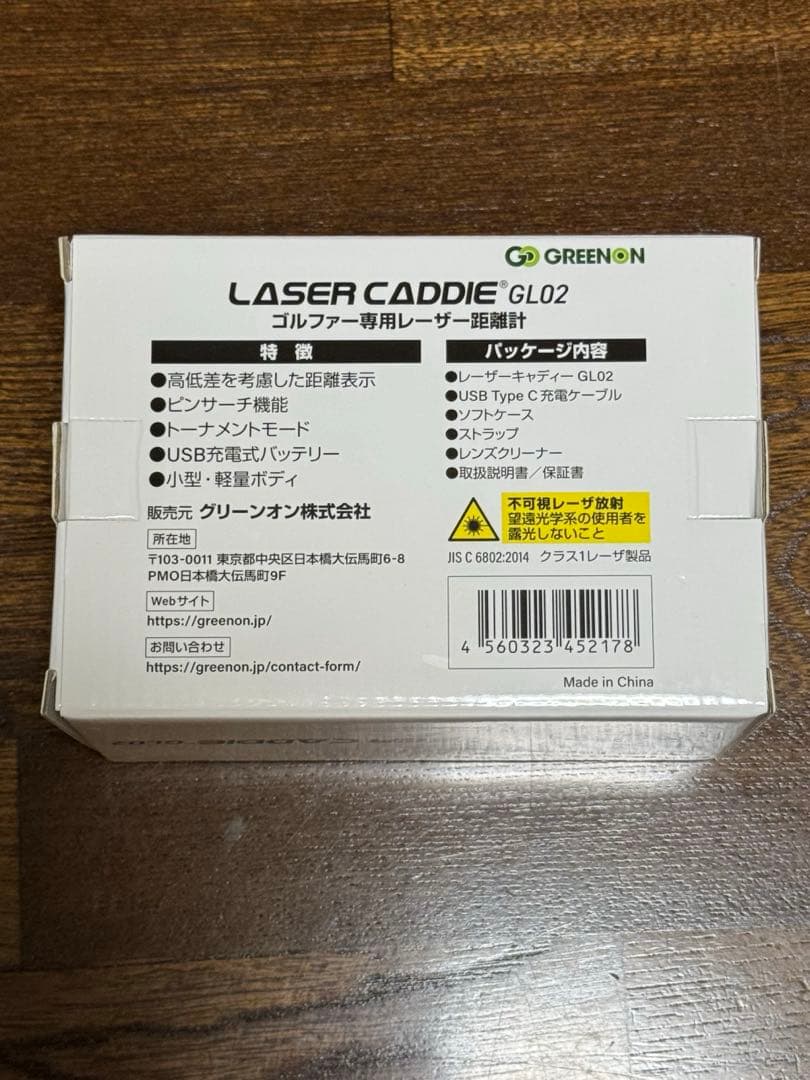 GREENON
LASER CADDIE® GL02
ゴルファー専用レーザー距離計
特 徴
●高低差を考慮した距離表示
●ピンサーチ機能
●トーナメントモード
●USB充電式バッテリー
●小型・軽量ボディ
販売元 グリーンオン株式会社
所在地
〒103-0011 東京都中央区日本橋大伝馬町6-8
PMO日本橋大伝馬町9F
Webサイト
https://greenon.jp/
お問い合わせ
https://greenon.jp/contact-form/
パッケージ内容
●レーザーキャディー GL02
●USB Type C 充電ケーブル
●ソフトケース
●ストラップ
●レンズクリーナー
●取扱説明書／保証書
不可視レーザ放射
望遠光学系の使用者を
露光しないこと
JIS C 6802:2014 クラス1レーザ製品
4 560323 452178
Made in China
CADDIE GL02